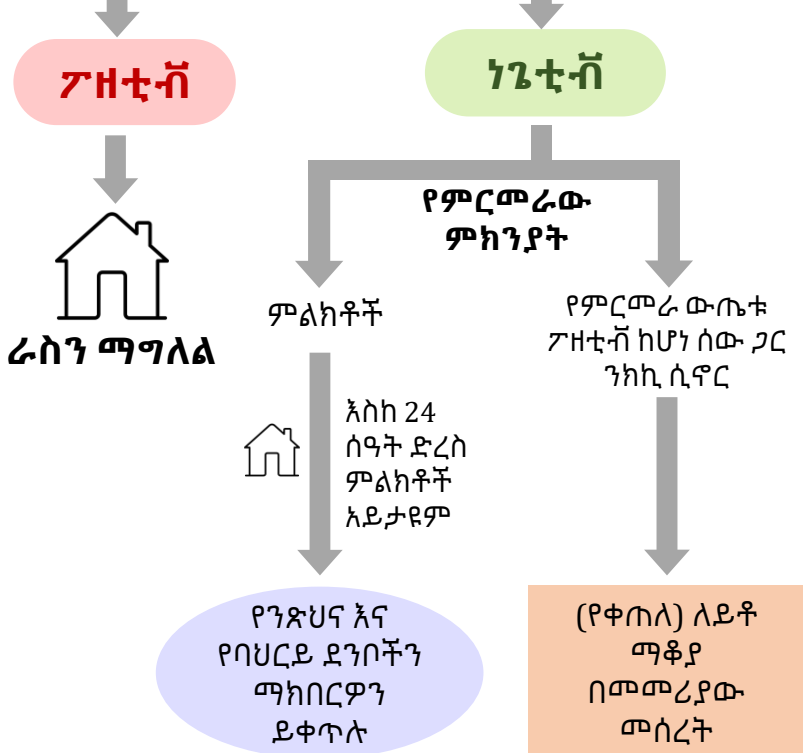 ፖዘቲቭ
ራስን ማግለል
ነጌቲቭ
የምርመራው
ምክንያት
ምልክቶች
እስከ 24
ሰዓት ድረስ
ምልክቶች
አይታዩም
የንጽህና እና
የባህርይ ደንቦችን
ማክበርዎን
ይቀጥሉ
የምርመራ ውጤቱ
ፖዘቲቭ ከሆነ ሰው ጋር
ንክኪ ሲኖር
(የቀጠለ) ለይቶ
ማቆያ
በመመሪያው
መሰረት